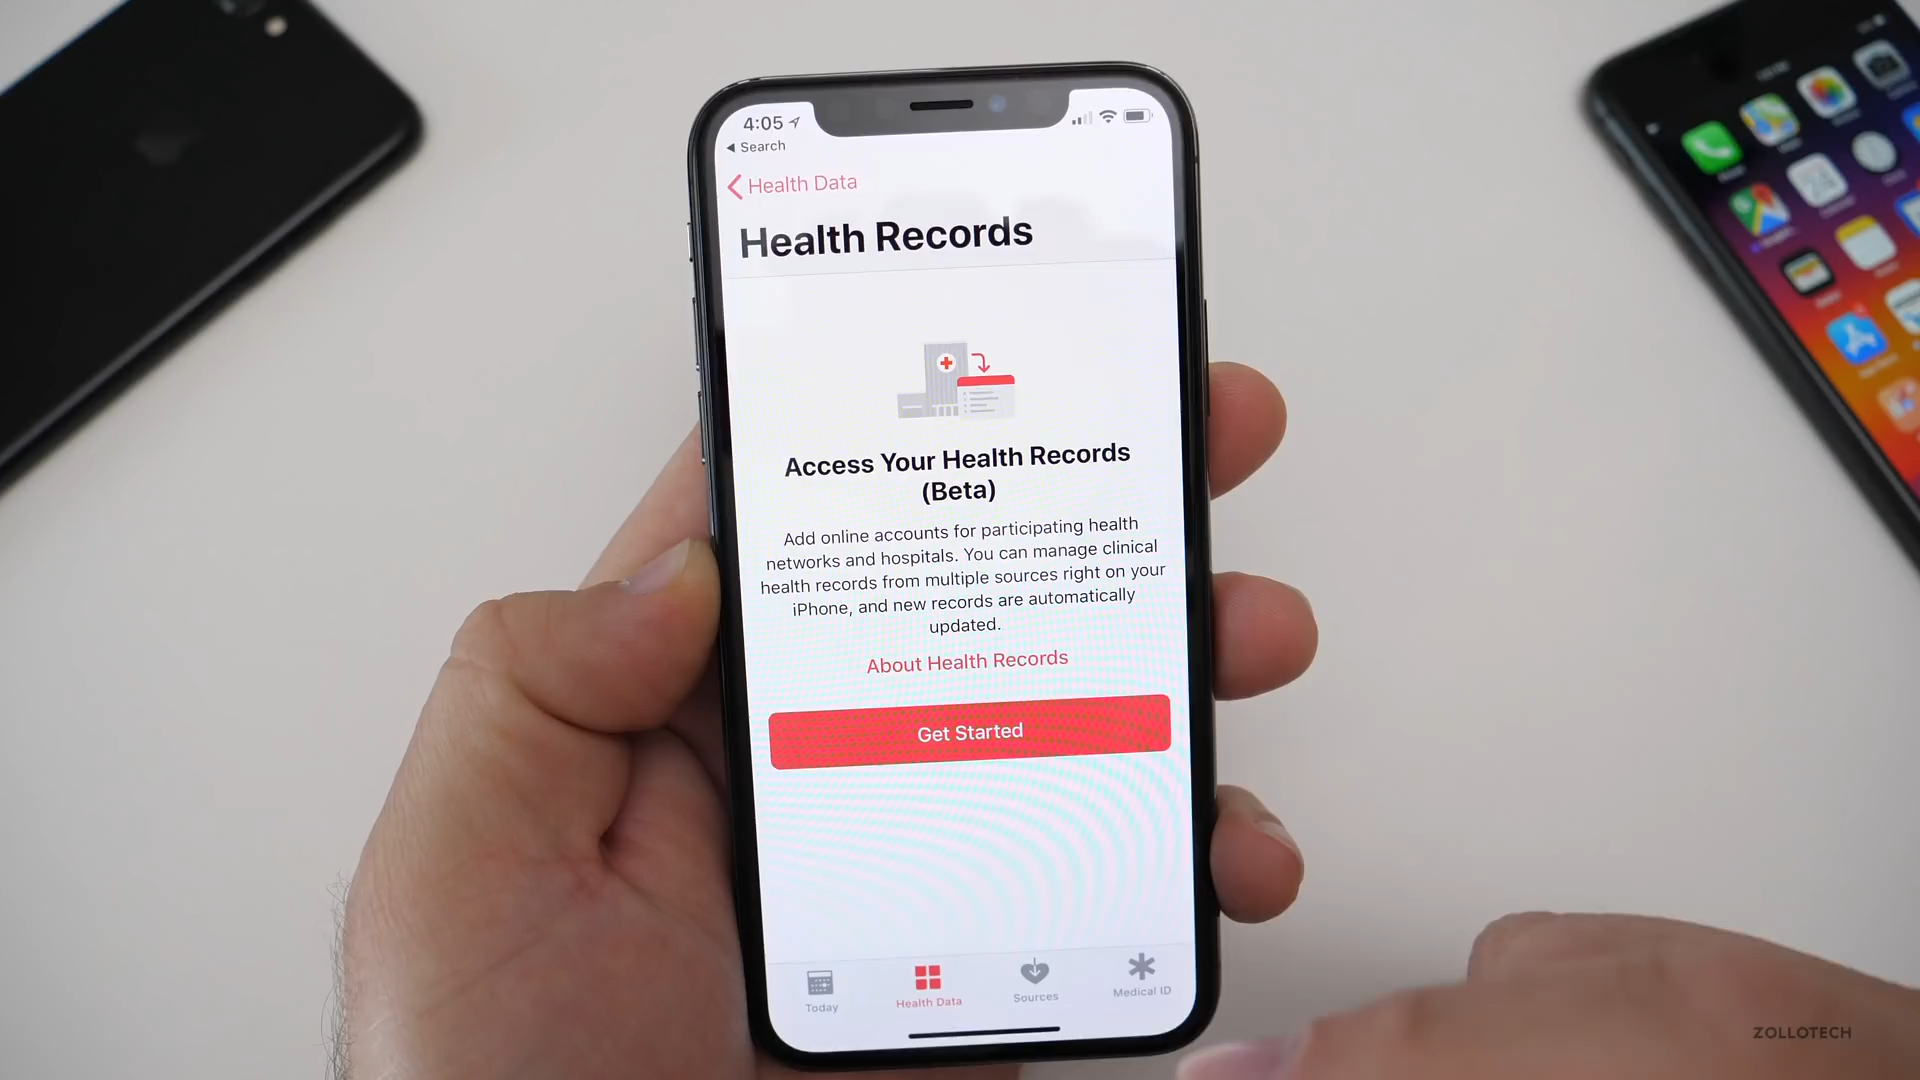 4:05
Search
Health Data
Health Records
Access Your Health Records
(Beta)
Add online accounts for participating health
networks and hospitals. You can manage clinical
health records from multiple sources right on your
iPhone, and new records are automatically
updated.
About Health Records
Get Started
Today
Health Data
Sources
Medical ID
24
ZOLLOTECH